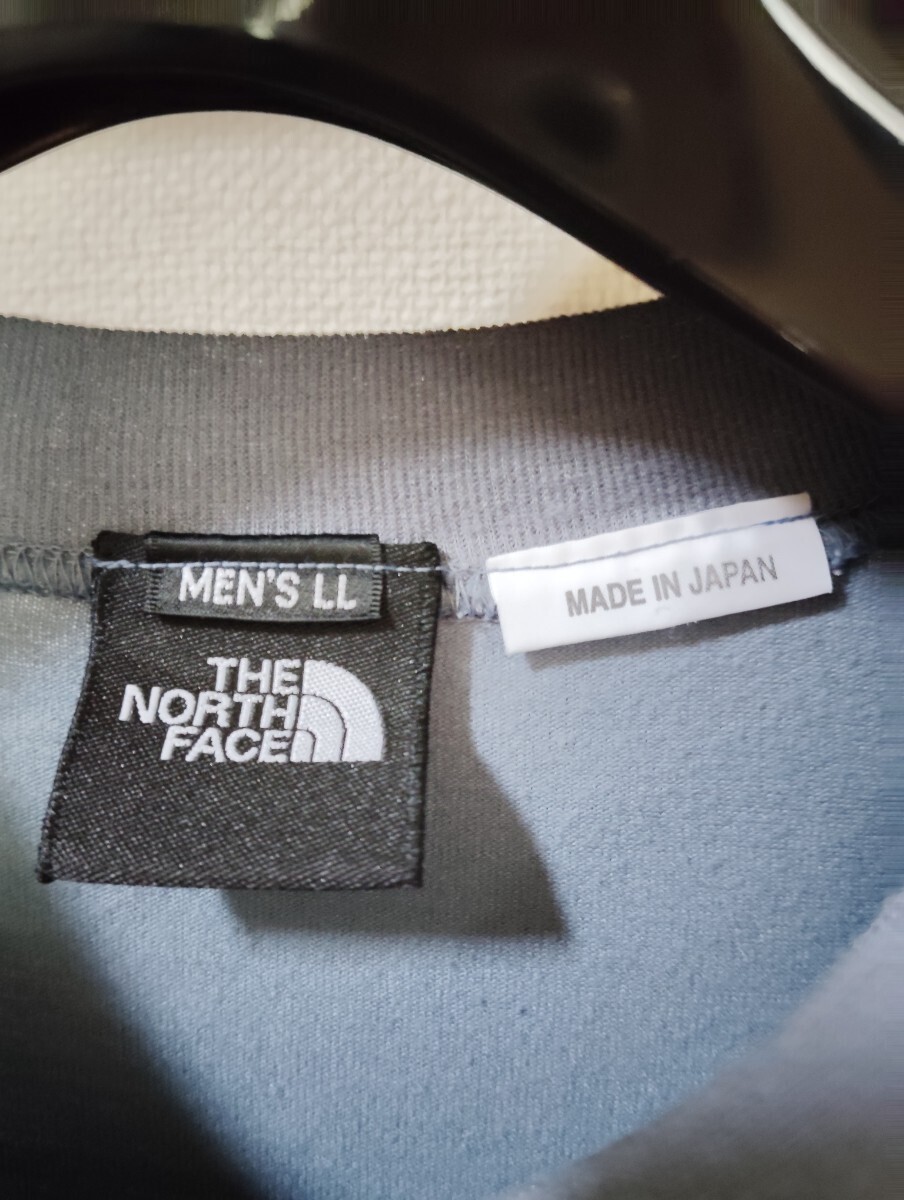 MEN'S LL
THE
NORTH
FACE
MADE IN JAPAN